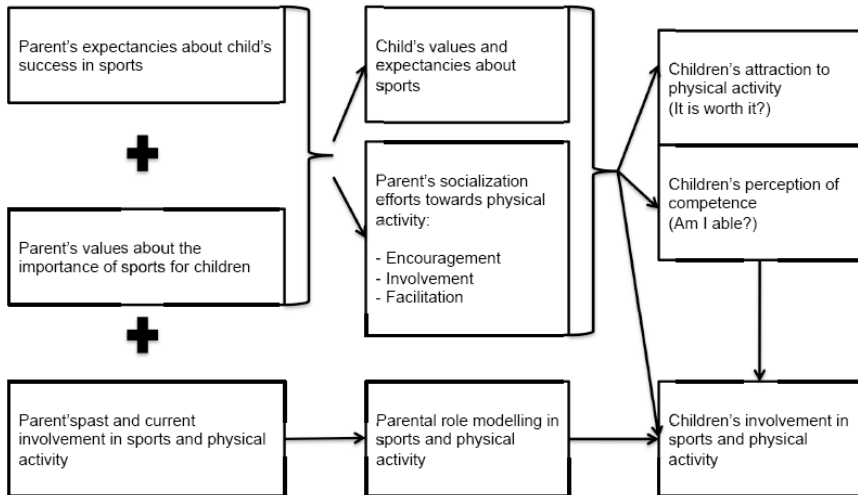 Parent's expectancies about child's
success in sports
Parent's values about the
importance of sports for children
Parent'spast and current
involvement in sports and physical
activity
Child's values and
expectancies about
sports
Parent's socialization
efforts towards physical
activity:
- Encouragement
- Involvement
- Facilitation
Parental role modelling in
sports and physical
activity
Children's attraction to
physical activity
(It is worth it?)
Children's perception of
competence
(Am I able?)
Children's involvement in
sports and physical
activity